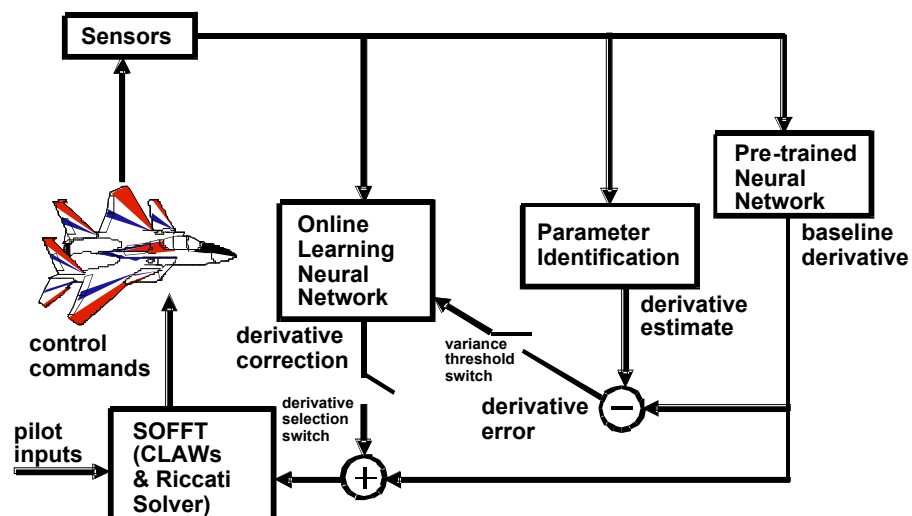 Sensors
Pre-trained
Neural
Network
Online
Learning
Neural
Network
Parameter
Identification
baseline
derivative
derivative
estimate
control
commands
derivative
correction
variance
threshold
switch
derivative
error
−
derivative
selection
switch
pilot
inputs
SOFFT
(CLAWs
& Riccati
Solver)
+